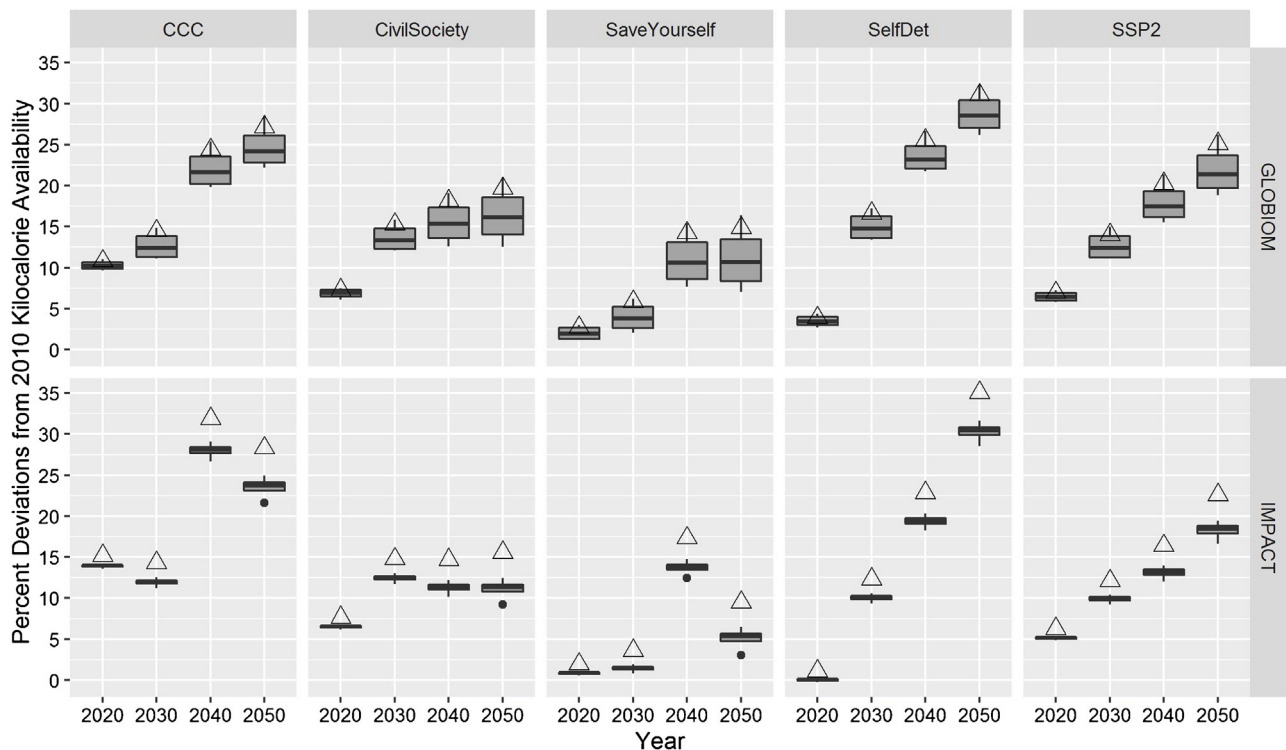 CCC CivilSociety SaveYourself SelfDet SSP2
Percent Deviations from 2010 Kilocalorie Availability
35
30
25
20
15
10
5
0
GLOBIOM
35
30
25
20
15
10
5
0
IMPACT
2020 2030 2040 2050 2020 2030 2040 2050 2020 2030 2040 2050 2020 2030 2040 2050 2020 2030 2040 2050
Year